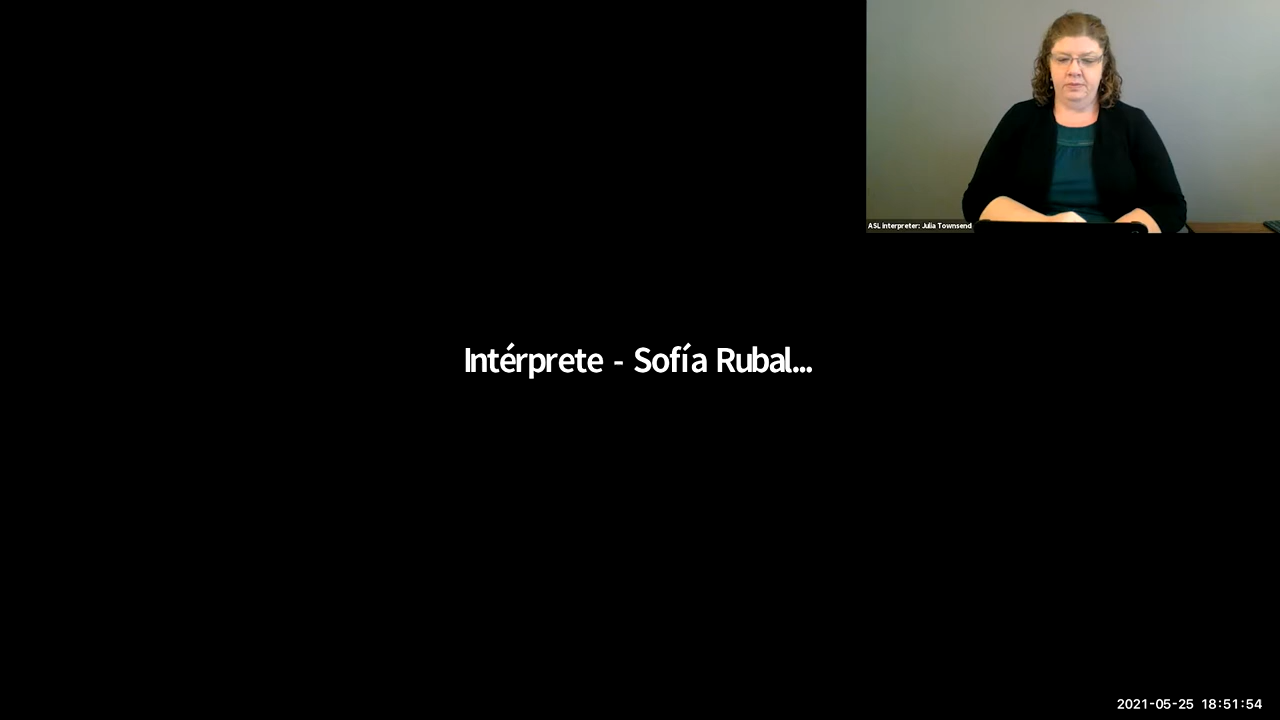 ASL Interpreter: Julia Townsend
Intérprete - Sofía Rubal...
2021-05-25 18:51:54